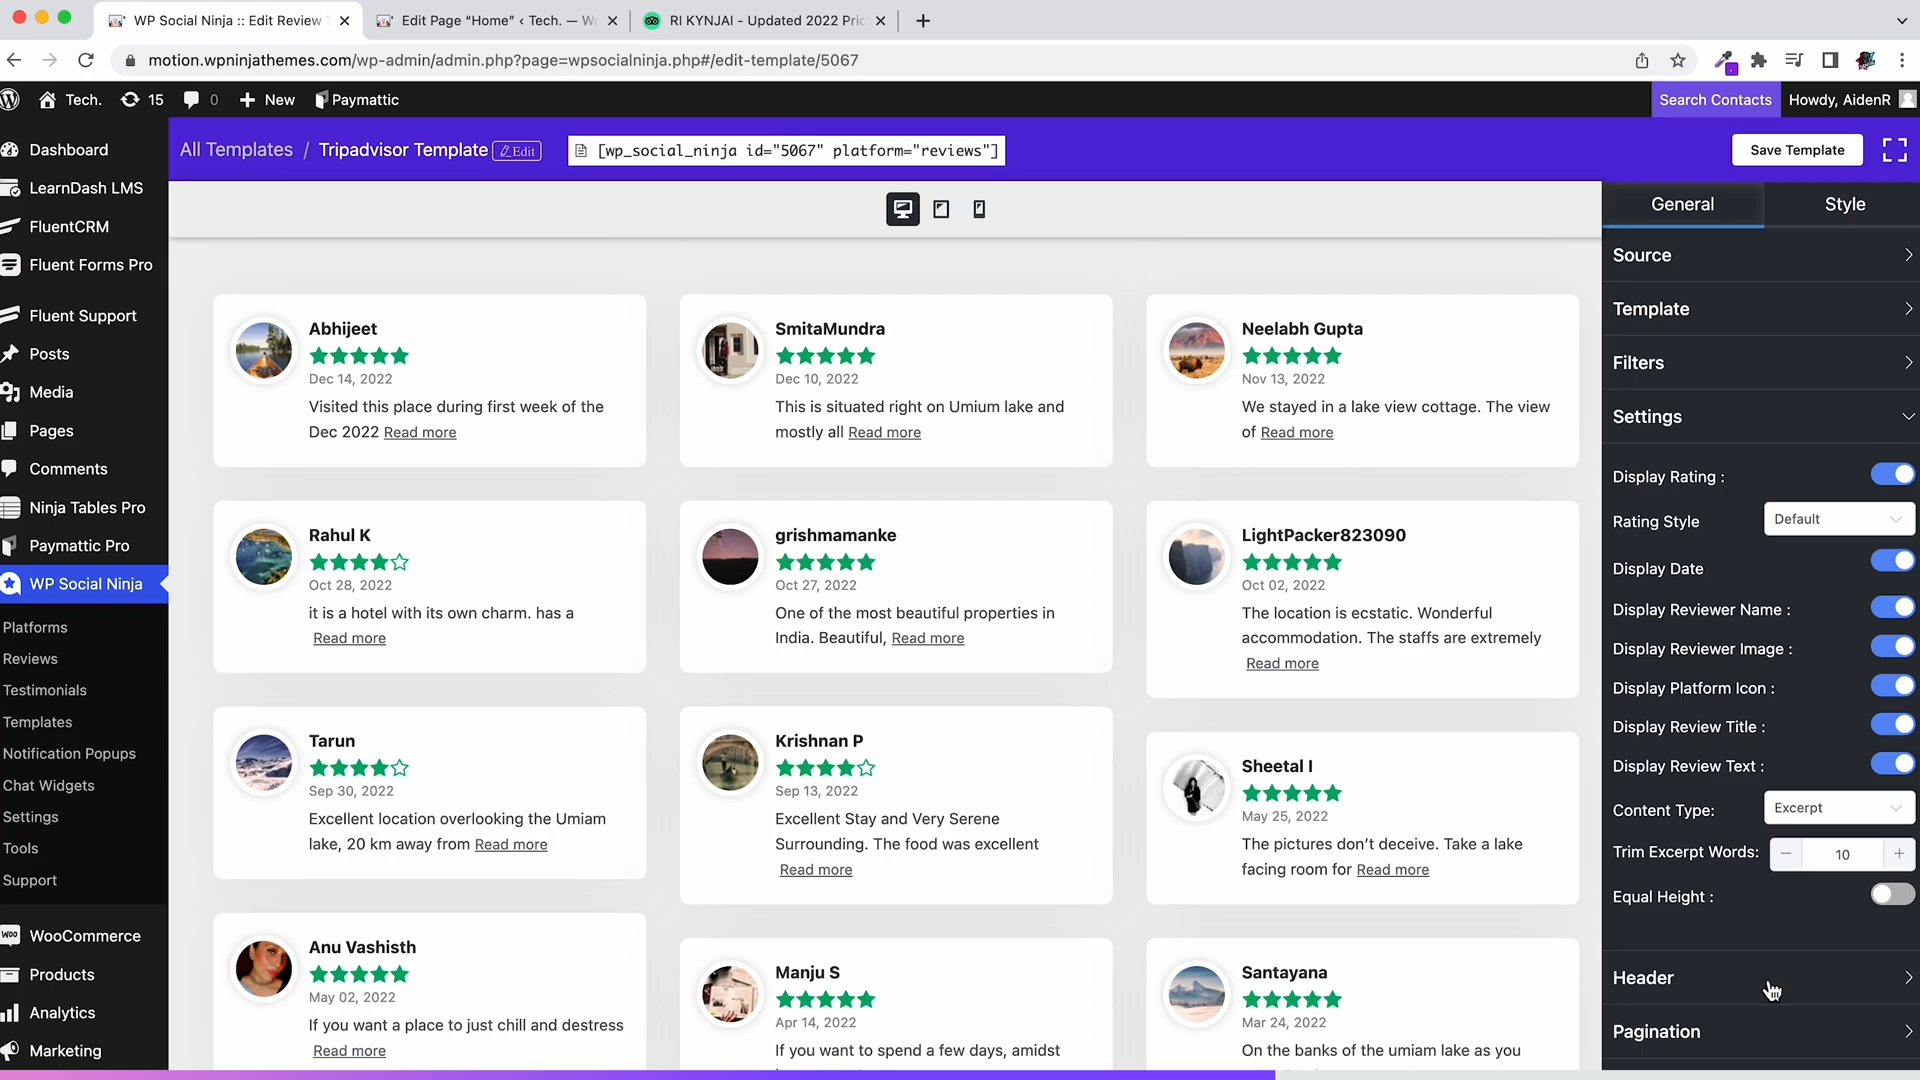 WP Social Ninja :: Edit Review
Edit Page “Home” ‹ Tech. — W
RI KYNJAI - Updated 2022 Pric
motion.wpninjathemes.com/wp-admin/admin.php?page=wpsocialninja.php#/edit-template/5067
Tech.
15
0
New
Paymattic
Search Contacts
Howdy, AidenR
All Templates / Tripadvisor Template
Edit
[wp_social_ninja id="5067" platform="reviews"]
Save Template
Dashboard
LearnDash LMS
FluentCRM
Fluent Forms Pro
Fluent Support
Posts
Media
Pages
Comments
Ninja Tables Pro
Paymattic Pro
WP Social Ninja
Platforms
Reviews
Testimonials
Templates
Notification Popups
Chat Widgets
Settings
Tools
Support
WOO
WooCommerce
Products
Analytics
Marketing
Abhijeet
Dec 14, 2022
Visited this place during first week of the
Dec 2022 Read more
SmitaMundra
Dec 10, 2022
This is situated right on Umium lake and
mostly all Read more
Neelabh Gupta
Nov 13, 2022
We stayed in a lake view cottage. The view
of Read more
Rahul K
Oct 28, 2022
it is a hotel with its own charm. has a
Read more
grishmamanke
Oct 27, 2022
One of the most beautiful properties in
India. Beautiful, Read more
LightPacker823090
Oct 02, 2022
The location is ecstatic. Wonderful
accommodation. The staffs are extremely
Read more
Tarun
Sep 30, 2022
Excellent location overlooking the Umiam
lake, 20 km away from Read more
Krishnan P
Sep 13, 2022
Excellent Stay and Very Serene
Surrounding. The food was excellent
Read more
Sheetal I
May 25, 2022
The pictures don’t deceive. Take a lake
facing room for Read more
Anu Vashisth
May 02, 2022
If you want a place to just chill and destress
Read more
Manju S
Apr 14, 2022
If you want to spend a few days, amidst
Santayana
Mar 24, 2022
On the banks of the umiam lake as you
General
Style
Source
Template
Filters
Settings
Display Rating :
Rating Style
Default
Display Date
Display Reviewer Name :
Display Reviewer Image :
Display Platform Icon :
Display Review Title :
Display Review Text :
Content Type:
Excerpt
Trim Excerpt Words:
10
Equal Height :
Header
Pagination